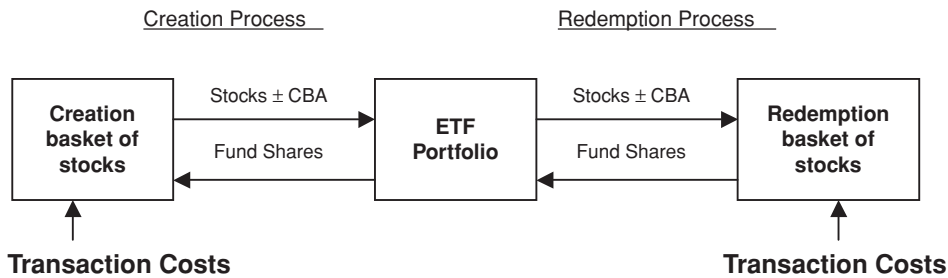 Creation Process
Redemption Process
Creation
basket of
stocks
Stocks ± CBA
Fund Shares
ETF
Portfolio
Stocks ± CBA
Fund Shares
Redemption
basket of
stocks
Transaction Costs
Transaction Costs